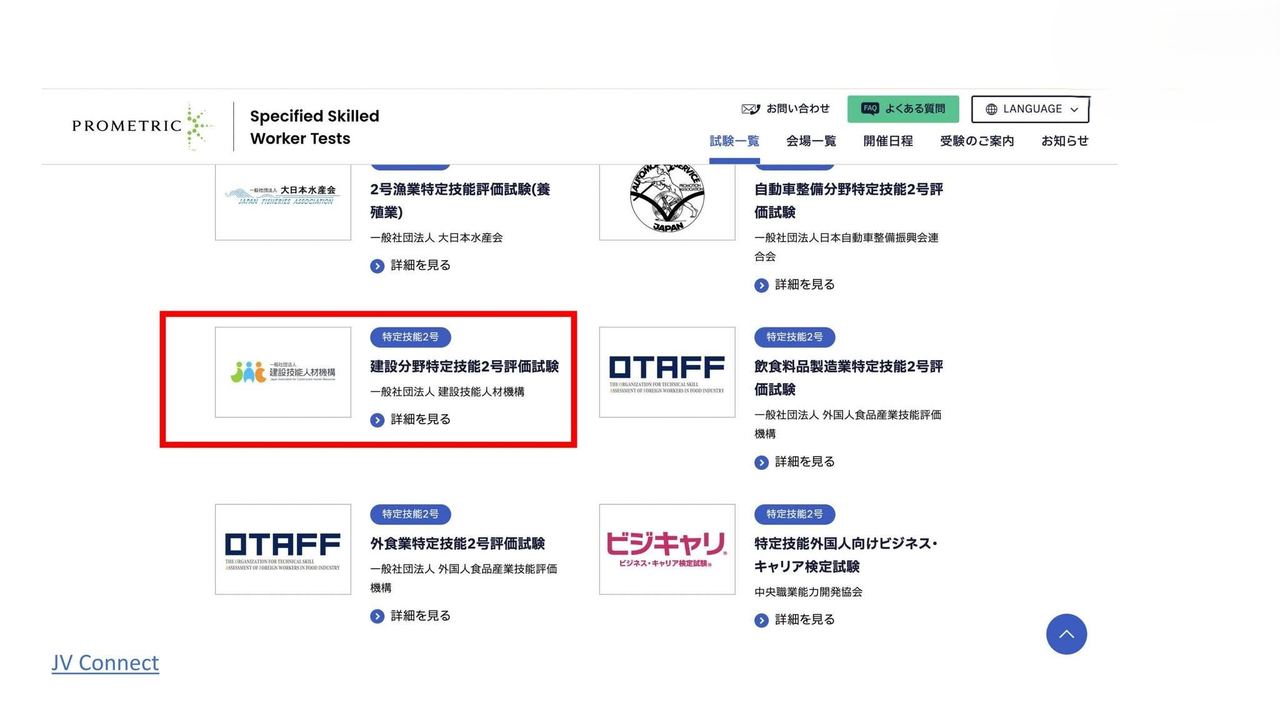 PROMETRIC
Specified Skilled
Worker Tests
お問い合わせ
FAQ よくある質問
LANGUAGE
試験一覧
会場一覧
開催日程
受験のご案内
お知らせ
一般社団法人 大日本水産会
JAPAN FISHERIES ASSOCIATION
2号漁業特定技能評価試験(養
殖業)
一般社団法人 大日本水産会
詳細を見る
JAPAN
自動車整備分野特定技能2号評
価試験
一般社団法人日本自動車整備振興会連
合会
詳細を見る
一般社団法人
建設技能人材機構
特定技能2号
建設分野特定技能2号評価試験
一般社団法人 建設技能人材機構
詳細を見る
OTAFF
THE ORGANIZATION FOR TECHNICAL SKILL
ASSESSMENT OF FOREIGN WORKERS IN FOOD INDUSTRY
特定技能2号
飲食料品製造業特定技能2号評
価試験
一般社団法人 外国人食品産業技能評価
機構
詳細を見る
OTAFF
THE ORGANIZATION FOR TECHNICAL SKILL
ASSESSMENT OF FOREIGN WORKERS IN FOOD INDUSTRY
特定技能2号
外食業特定技能2号評価試験
一般社団法人 外国人食品産業技能評価
機構
詳細を見る
ビジキャリ
ビジネス・キャリア検定試験
特定技能2号
特定技能外国人向けビジネス・
キャリア検定試験
中央職業能力開発協会
詳細を見る
JV Connect